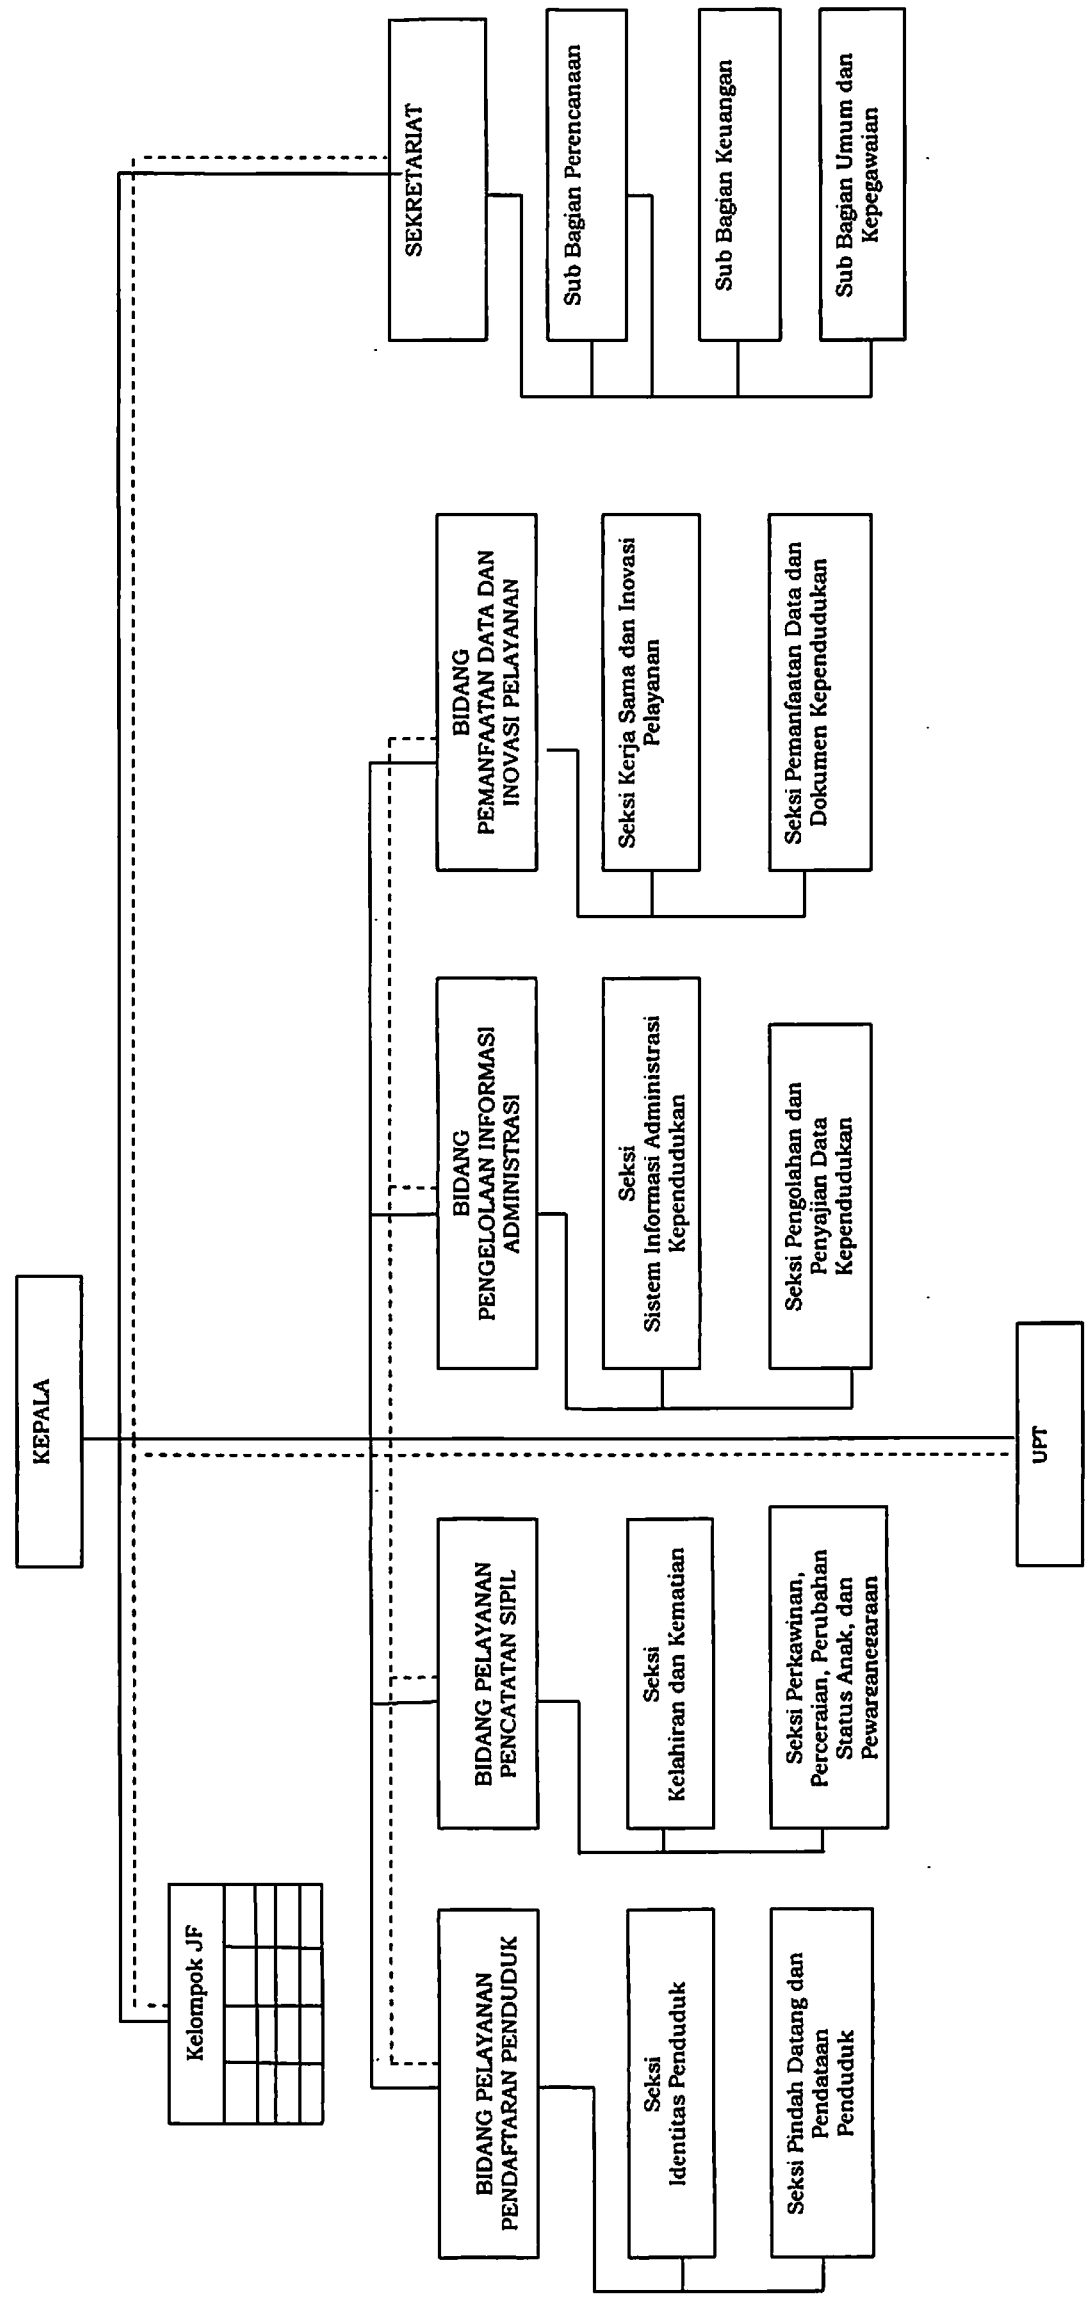 KEPALA
Kelompok JF
SEKRETARIAT
Sub Bagian Perencanaan
Sub Bagian Keuangan
Sub Bagian Umum dan
Kepegawaian
BIDANG PELAYANAN
PENDAFTARAN PENDUDUK
Seksi
Identitas Penduduk
Seksi Pindah Datang dan
Pendataan
Penduduk
BIDANG PELAYANAN
PENCATATAN SIPIL
Seksi
Kelahiran dan Kematian
Seksi Perkawinan,
Perceraian, Perubahan
Status Anak, dan
Pewarganegaraan
BIDANG
PENGELOLAAN INFORMASI
ADMINISTRASI
Seksi
Sistem Informasi Administrasi
Kependudukan
Seksi Pengolahan dan
Penyajian Data
Kependudukan
BIDANG
PEMANFAATAN DATA DAN
INOVASI PELAYANAN
Seksi Kerja Sama dan Inovasi
Pelayanan
Seksi Pemanfaatan Data dan
Dokumen Kependudukan
UPT